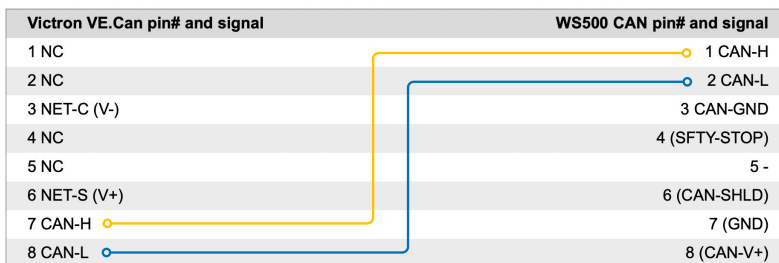 Victron VE.Can pin# and signal WS500 CAN pin# and signal
1 NC 1 CAN-H
2 NC 2 CAN-L
3 NET-C (V-) 3 CAN-GND
4 NC 4 (SFTY-STOP)
5 NC 5 -
6 NET-S (V+) 6 (CAN-SHLD)
7 CAN-H 7 (GND)
8 CAN-L 8 (CAN-V+)